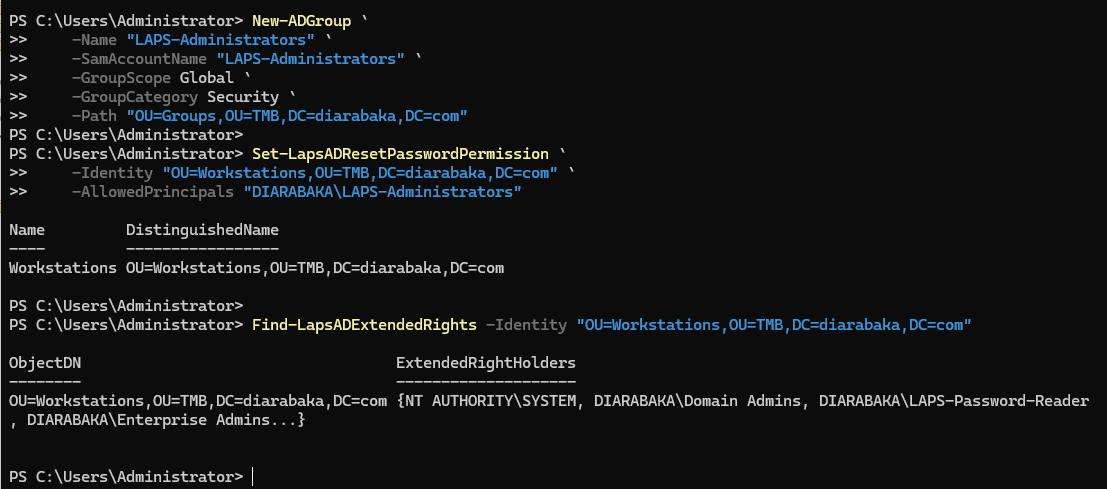 PS C:\Users\Administrator> New-ADGroup `
>>     -Name "LAPS-Administrators" `
>>     -SamAccountName "LAPS-Administrators" `
>>     -GroupScope Global `
>>     -GroupCategory Security `
>>     -Path "OU=Groups,OU=TMB,DC=diarabaka,DC=com"
PS C:\Users\Administrator>
PS C:\Users\Administrator> Set-LapsADResetPasswordPermission `
>>     -Identity "OU=Workstations,OU=TMB,DC=diarabaka,DC=com" `
>>     -AllowedPrincipals "DIARABAKA\LAPS-Administrators"
Name         DistinguishedName
----         -----------------
Workstations OU=Workstations,OU=TMB,DC=diarabaka,DC=com
PS C:\Users\Administrator>
PS C:\Users\Administrator> Find-LapsADExtendedRights -Identity "OU=Workstations,OU=TMB,DC=diarabaka,DC=com"
ObjectDN                                   ExtendedRightHolders
--------                                   --------------------
OU=Workstations,OU=TMB,DC=diarabaka,DC=com {NT AUTHORITY\SYSTEM, DIARABAKA\Domain Admins, DIARABAKA\LAPS-Password-Reader
, DIARABAKA\Enterprise Admins...}
PS C:\Users\Administrator>